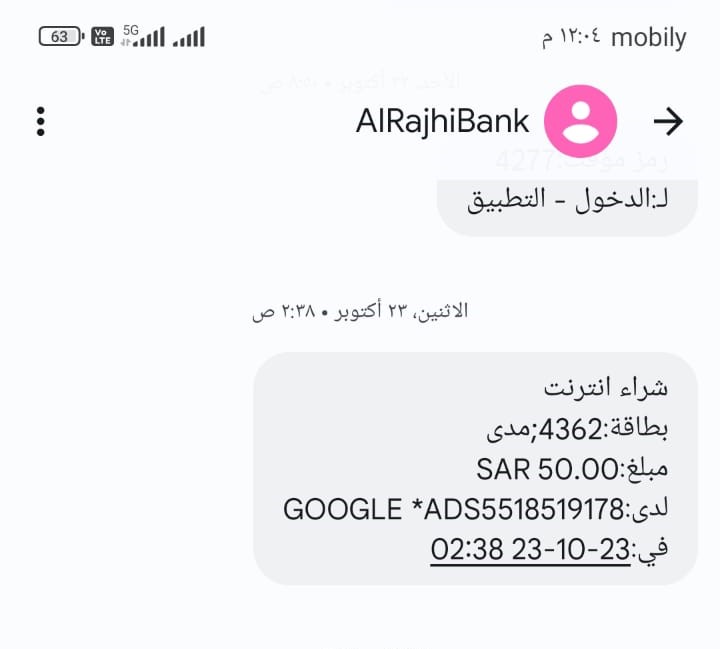 mobily ١٢:٠٤ م
5G
Vo LTE
63
الأحد، ٢٢ أكتوبر • ٨:٥٠ ص
AlRajhiBank
رمز مؤقت:4277
لـ:الدخول - التطبيق
الاثنين، ٢٣ أكتوبر • ٢:٣٨ ص
شراء انترنت
بطاقة:4362;مدى
مبلغ:SAR 50.00
لدى:GOOGLE *ADS5518519178
في:23-10-23 02:38